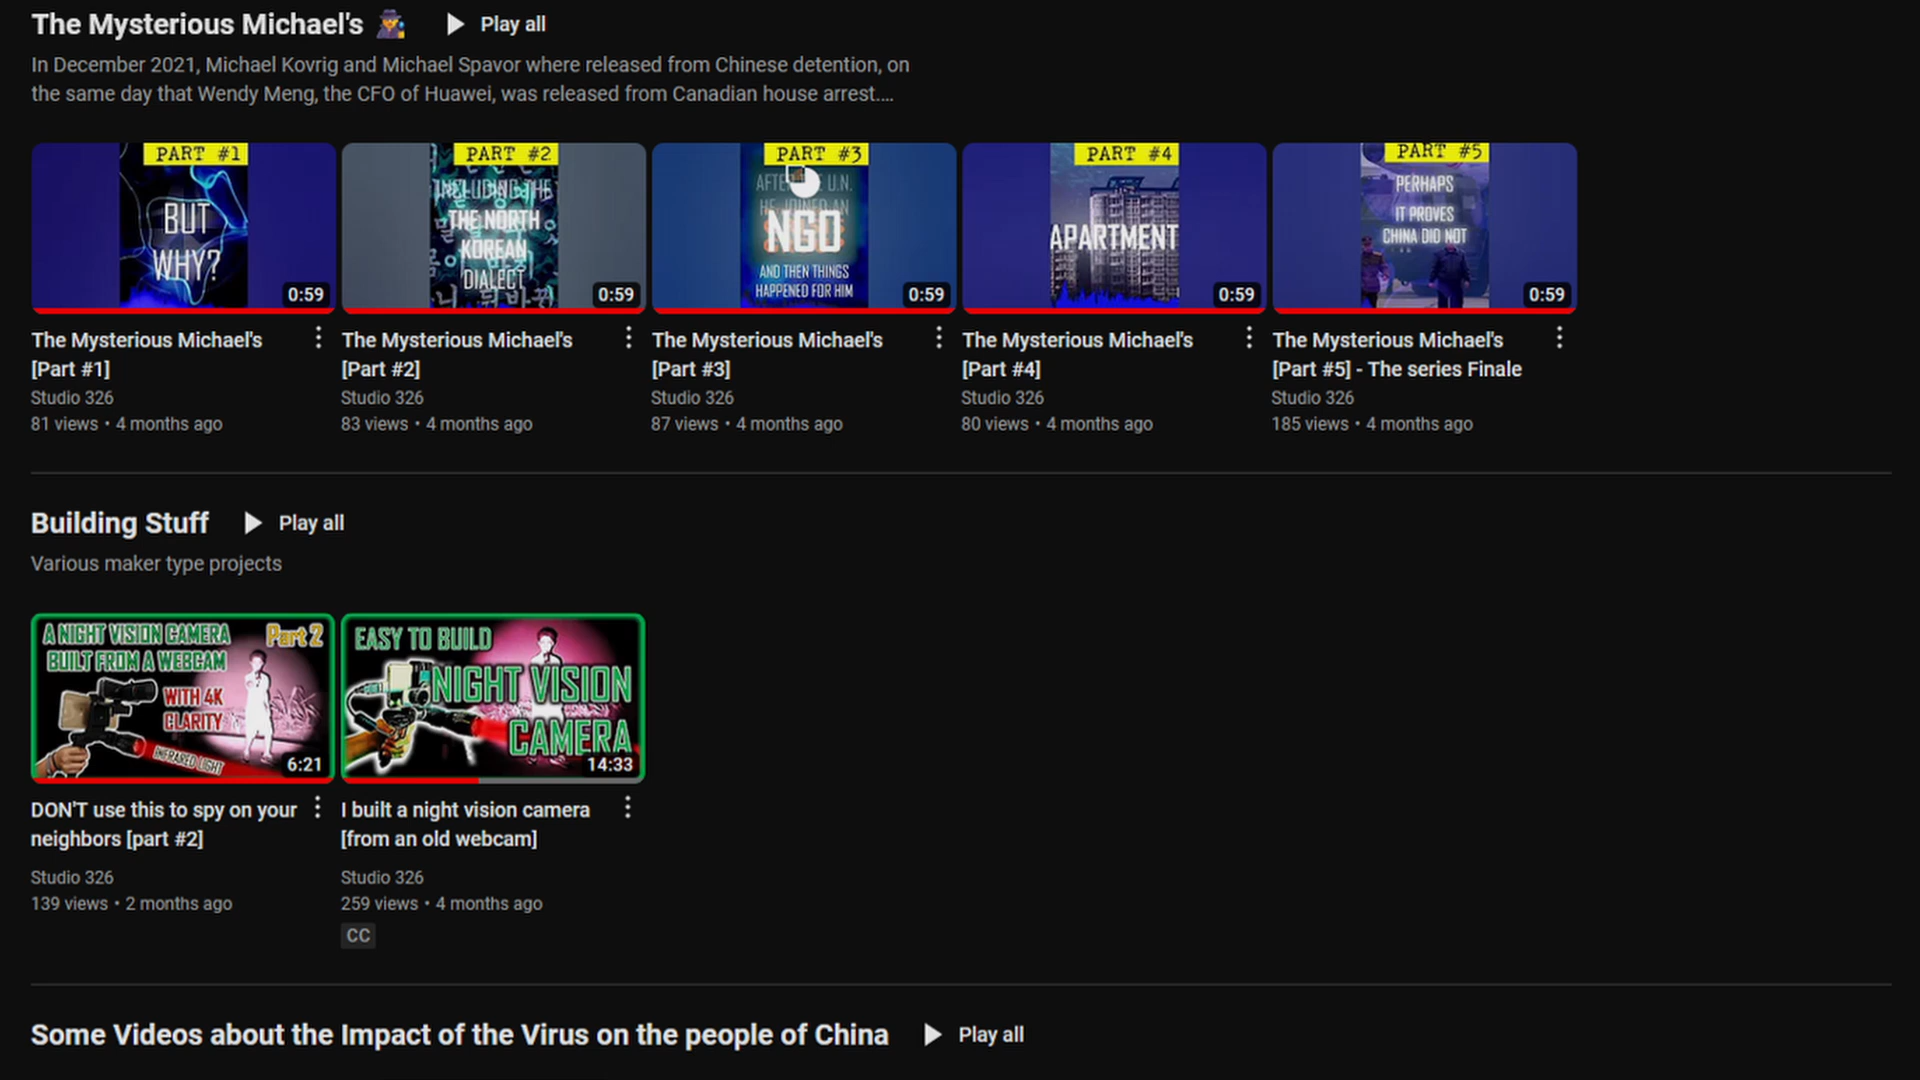 The Mysterious Michael's
Play all
In December 2021, Michael Kovrig and Michael Spavor where released from Chinese detention, on
the same day that Wendy Meng, the CFO of Huawei, was released from Canadian house arrest....
PART #1
BUT
WHY?
0:59
PART #2
INCLUDING THE
THE NORTH
KOREAN
DIALECT
0:59
PART #3
U.N.
HE JOINED AN
NGO
AND THEN THINGS
HAPPENED FOR HIM
0:59
PART #4
APARTMENT
0:59
PART #5
PERHAPS
IT PROVES
CHINA DID NOT
0:59
The Mysterious Michael's
[Part #1]
Studio 326
81 views • 4 months ago
The Mysterious Michael's
[Part #2]
Studio 326
83 views • 4 months ago
The Mysterious Michael's
[Part #3]
Studio 326
87 views • 4 months ago
The Mysterious Michael's
[Part #4]
Studio 326
80 views • 4 months ago
The Mysterious Michael's
[Part #5] - The series Finale
Studio 326
185 views • 4 months ago
Building Stuff
Play all
Various maker type projects
A NIGHT VISION CAMERA
BUILT FROM A WEBCAM
Part 2
WITH 4K
CLARITY
INFRARED LIGHT
6:21
EASY TO BUILD
NIGHT VISION
CAMERA
14:33
DON'T use this to spy on your
neighbors [part #2]
Studio 326
139 views • 2 months ago
I built a night vision camera
[from an old webcam]
Studio 326
259 views • 4 months ago
CC
Some Videos about the Impact of the Virus on the people of China
Play all